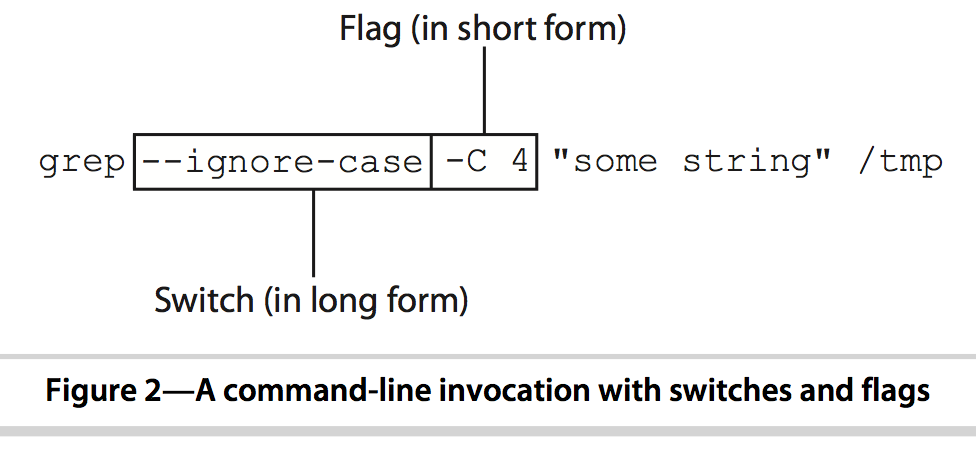 Flag (in short form)
grep --ignore-case -C 4 "some string" /tmp
Switch (in long form)
Figure 2—A command-line invocation with switches and flags